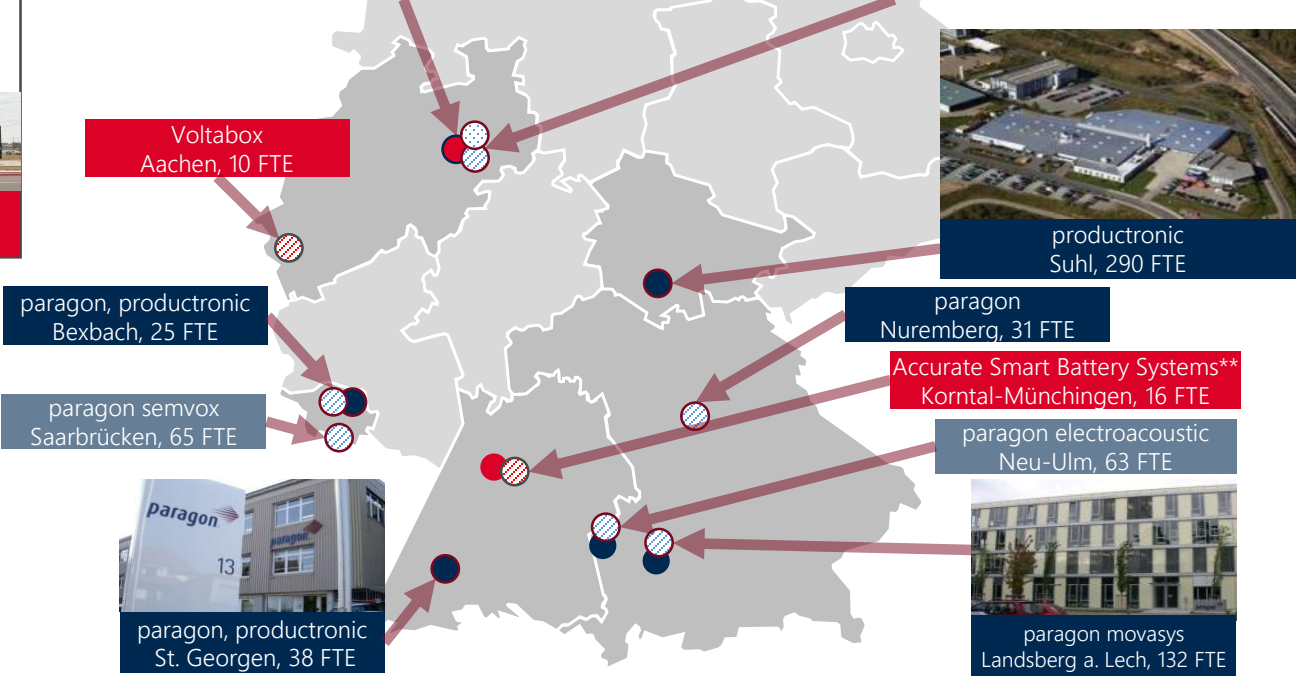 Voltabox
Aachen, 10 FTE
productronic
Suhl, 290 FTE
paragon, productronic
Bexbach, 25 FTE
paragon
Nuremberg, 31 FTE
Accurate Smart Battery Systems**
Korntal-Münchingen, 16 FTE
paragon semvox
Saarbrücken, 65 FTE
paragon electroacoustic
Neu-Ulm, 63 FTE
paragon
13
paragon
paragon, productronic
St. Georgen, 38 FTE
paragon movasys
Landsberg a. Lech, 132 FTE